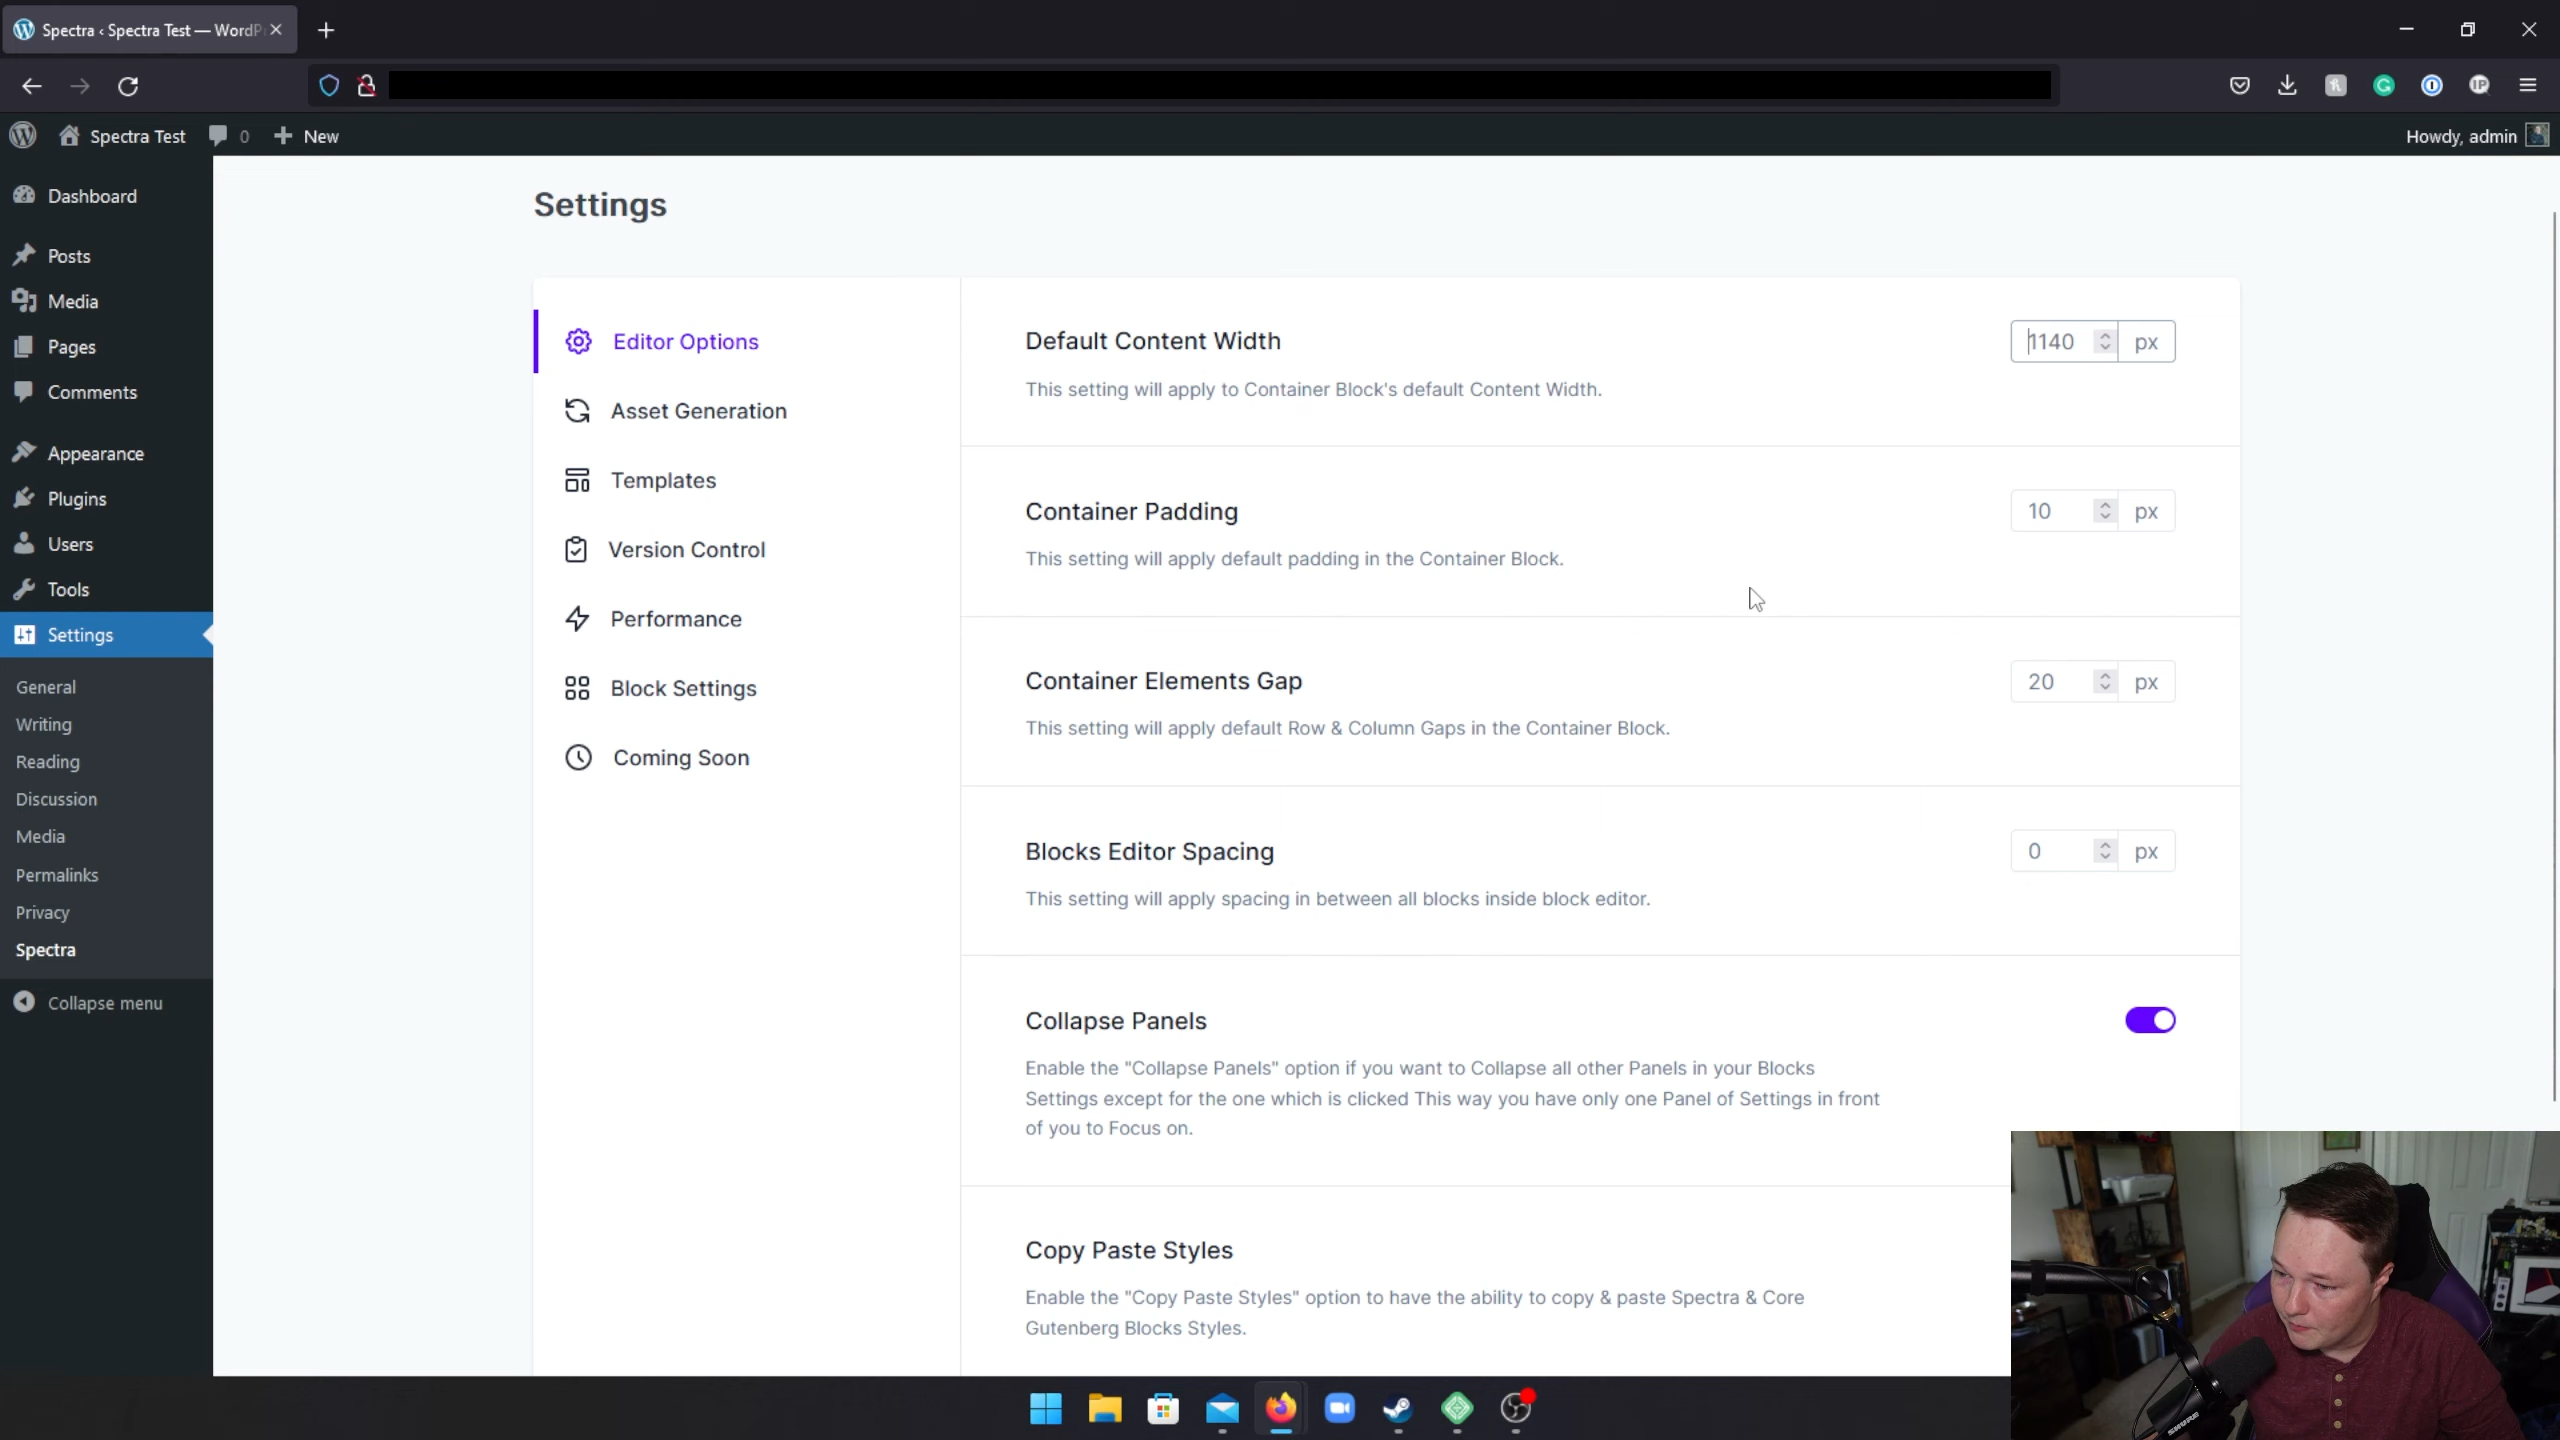 Spectra ‹ Spectra Test — WordP
Spectra Test
0
New
Howdy, admin
Dashboard
Posts
Media
Pages
Comments
Appearance
Plugins
Users
Tools
Settings
General
Writing
Reading
Discussion
Media
Permalinks
Privacy
Spectra
Collapse menu
Settings
Editor Options
Asset Generation
Templates
Version Control
Performance
Block Settings
Coming Soon
Default Content Width
1140 px
This setting will apply to Container Block's default Content Width.
Container Padding
10 px
This setting will apply default padding in the Container Block.
Container Elements Gap
20 px
This setting will apply default Row & Column Gaps in the Container Block.
Blocks Editor Spacing
0 px
This setting will apply spacing in between all blocks inside block editor.
Collapse Panels
Enable the "Collapse Panels" option if you want to Collapse all other Panels in your Blocks
Settings except for the one which is clicked This way you have only one Panel of Settings in front
of you to Focus on.
Copy Paste Styles
Enable the "Copy Paste Styles" option to have the ability to copy & paste Spectra & Core
Gutenberg Blocks Styles.